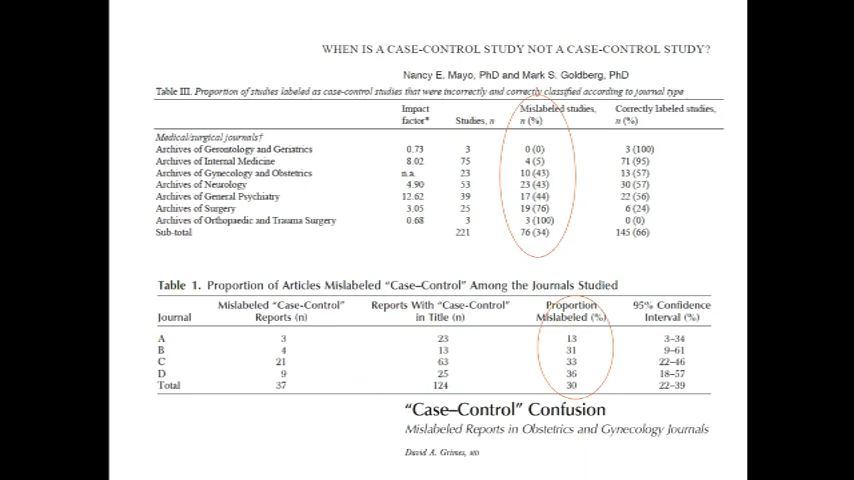 WHEN IS A CASE-CONTROL STUDY NOT A CASE-CONTROL STUDY?
Nancy E. Mayo, PhD and Mark S. Goldberg, PhD
Table III. Proportion of studies labeled as case-control studies that were incorrectly and correctly classified according to journal type
Impact factor* Studies, n Mislabeled studies, n (%) Correctly labeled studies, n (%)
Medical/surgical journals†
Archives of Gerontology and Geriatrics 0.73 3 0 (0) 3 (100)
Archives of Internal Medicine 8.02 75 4 (5) 71 (95)
Archives of Gynecology and Obstetrics n.a. 23 10 (43) 13 (57)
Archives of Neurology 4.90 53 23 (43) 30 (57)
Archives of General Psychiatry 12.62 39 17 (44) 22 (56)
Archives of Surgery 3.05 25 19 (76) 6 (24)
Archives of Orthopaedic and Trauma Surgery 0.68 3 3 (100) 0 (0)
Sub-total 221 76 (34) 145 (66)
Table 1. Proportion of Articles Mislabeled "Case–Control" Among the Journals Studied
Journal Mislabeled "Case-Control" Reports (n) Reports With "Case-Control" in Title (n) Proportion Mislabeled (%) 95% Confidence Interval (%)
A 3 23 13 3–34
B 4 13 31 9–61
C 21 63 33 22–46
D 9 25 36 18–57
Total 37 124 30 22–39
"Case–Control" Confusion
Mislabeled Reports in Obstetrics and Gynecology Journals
David A. Grimes, MD